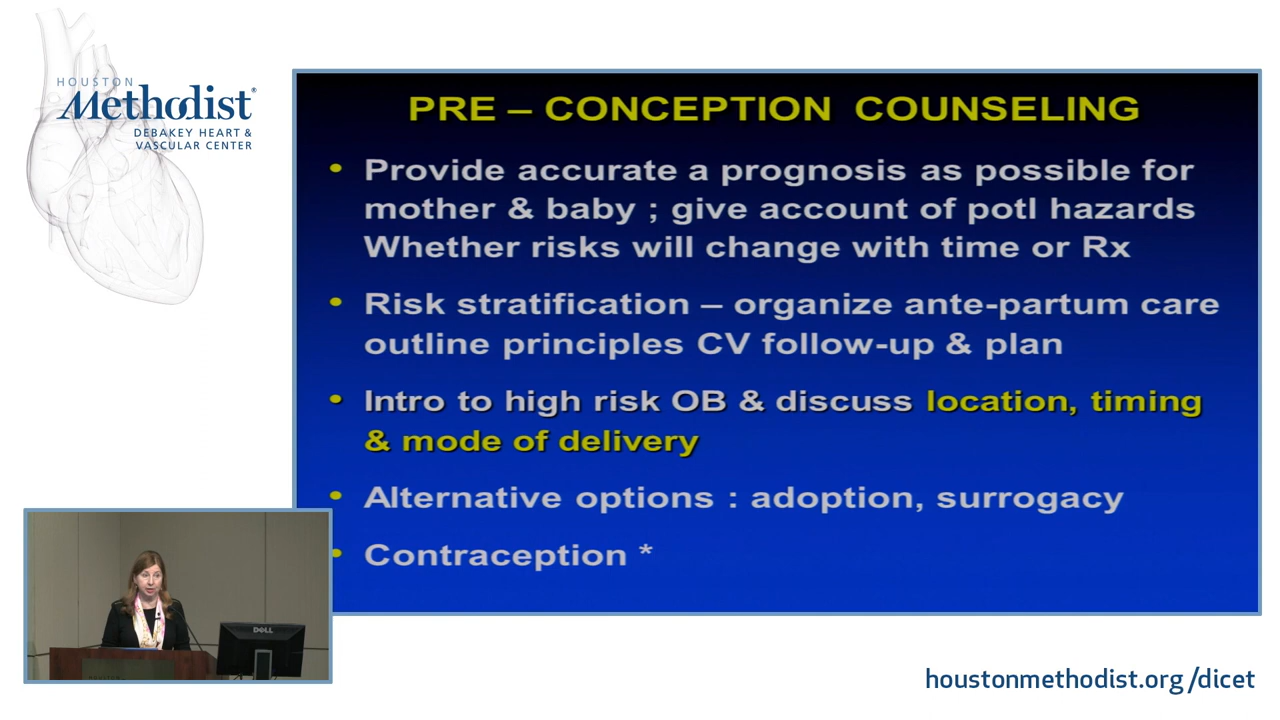 HOUSTON
Methodist®
DEBAKEY HEART &
VASCULAR CENTER
PRE – CONCEPTION COUNSELING
• Provide accurate a prognosis as possible for
mother & baby ; give account of potl hazards
Whether risks will change with time or Rx
• Risk stratification – organize ante-partum care
outline principles CV follow-up & plan
• Intro to high risk OB & discuss location, timing
& mode of delivery
• Alternative options : adoption, surrogacy
• Contraception *
DELL
houstonmethodist.org/dicet